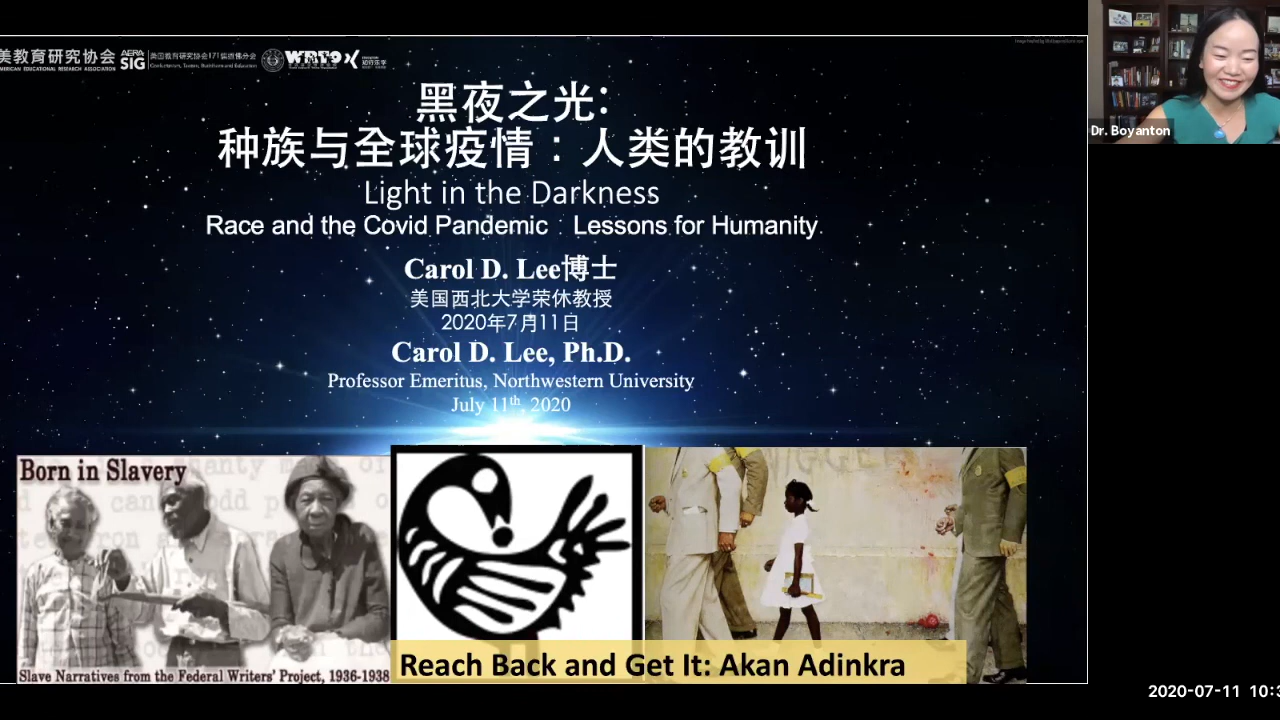 美教育研究协会
AMERICAN EDUCATIONAL RESEARCH ASSOCIATION
AERA
SIG
黑夜之光:
种族与全球疫情：人类的教训
Light in the Darkness
Race and the Covid Pandemic : Lessons for Humanity
Carol D. Lee博士
美国西北大学荣休教授
2020年7月11日
Carol D. Lee, Ph.D.
Professor Emeritus, Northwestern University
July 11th, 2020
Born in Slavery
Slave Narratives from the Federal Writers' Project, 1936-1938
Reach Back and Get It: Akan Adinkra
Dr. Boyanton
2020-07-11 10:3